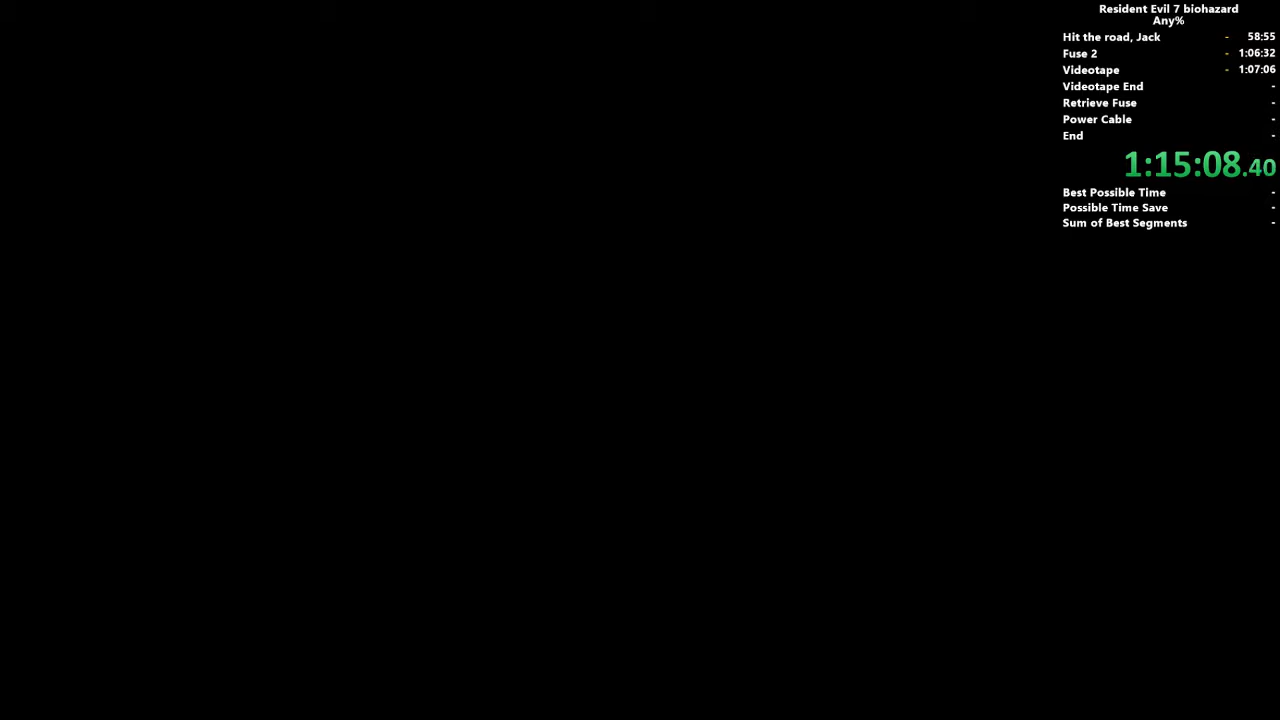 Resident Evil 7 biohazard
Any%
Hit the road, Jack - 58:55
Fuse 2 - 1:06:32
Videotape - 1:07:06
Videotape End -
Retrieve Fuse -
Power Cable -
End -
1:15:08.40
Best Possible Time -
Possible Time Save -
Sum of Best Segments -